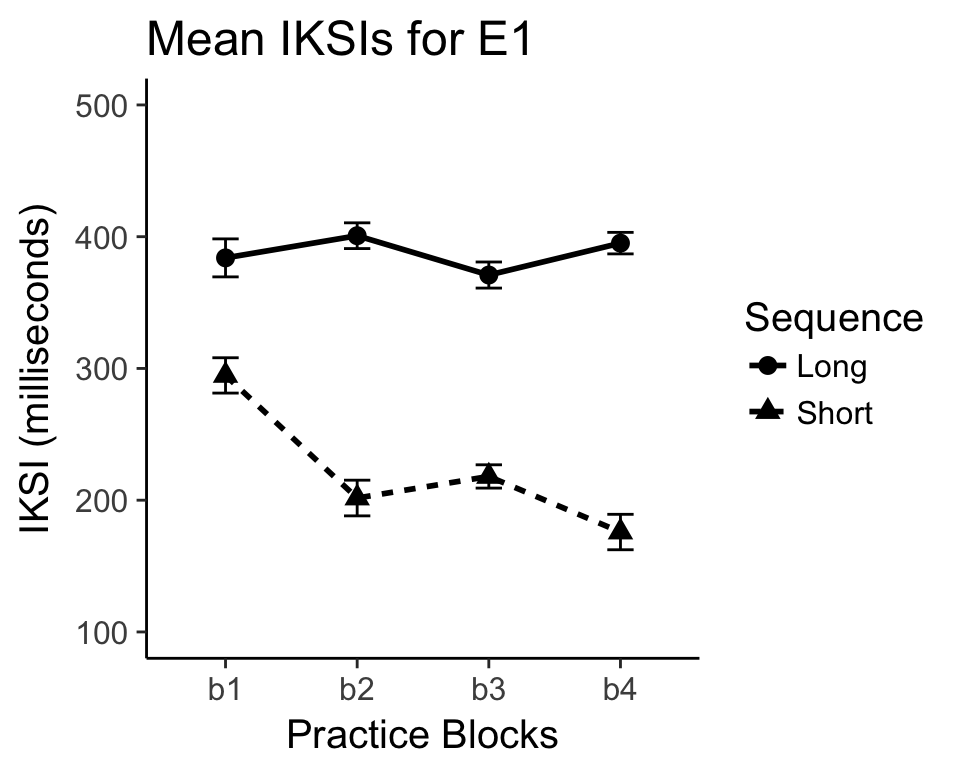 Mean IKSIs for E1
IKSI (milliseconds)
500
400
300
200
100
b1 b2 b3 b4
Practice Blocks
Sequence
Long
Short